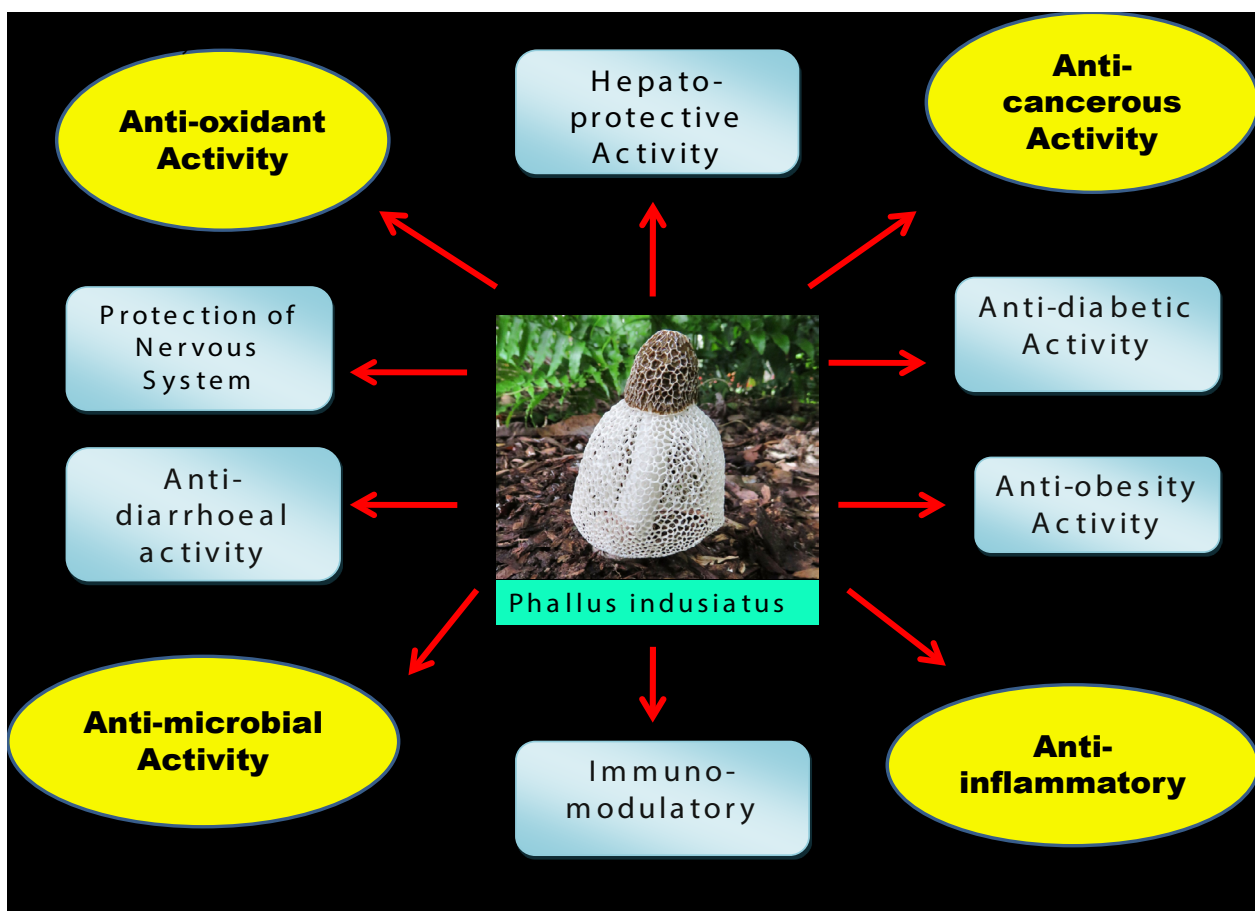 Anti-oxidant
Activity
Hepato-
protective
Activity
Anti-
cancerous
Activity
Protection of
Nervous
System
Anti-diabetic
Activity
Anti-
diarrhoeal
activity
Anti-obesity
Activity
Phallus indusiatus
Anti-microbial
Activity
Immuno-
modulatory
Anti-
inflammatory